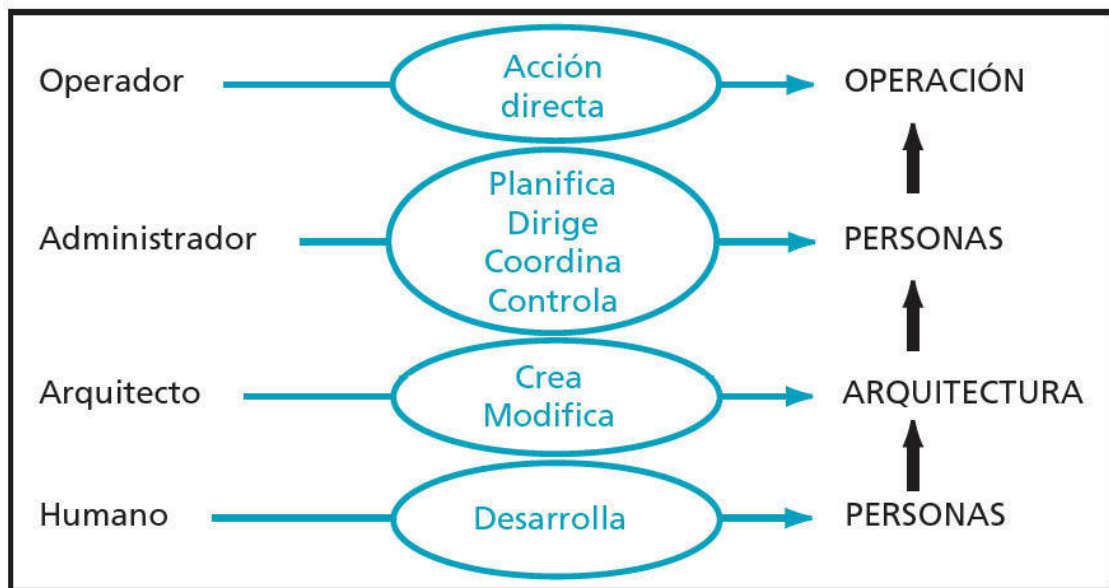 Operador
Acción
directa
OPERACIÓN
Administrador
Planifica
Dirige
Coordina
Controla
PERSONAS
Arquitecto
Crea
Modifica
ARQUITECTURA
Humano
Desarrolla
PERSONAS